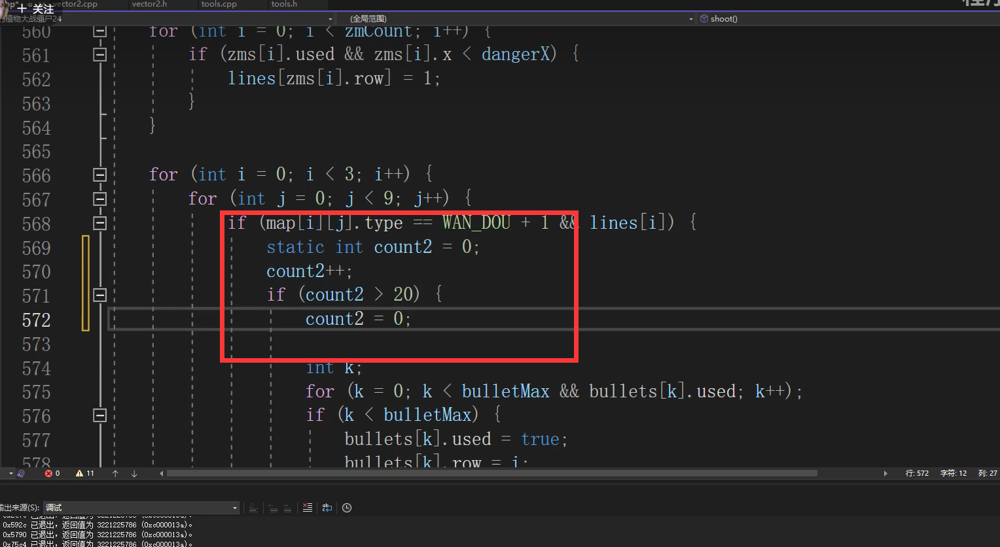 + 关注
vector2.cpp vector2.h tools.cpp tools.h
植物大战僵尸24 (全局范围) shoot()
560 for (int i = 0; i < zmCount; i++) {
561 if (zms[i].used && zms[i].x < dangerX) {
562 lines[zms[i].row] = 1;
563 }
564 }
565
566 for (int i = 0; i < 3; i++) {
567 for (int j = 0; j < 9; j++) {
568 if (map[i][j].type == WAN_DOU + 1 && lines[i]) {
569 static int count2 = 0;
570 count2++;
571 if (count2 > 20) {
572 count2 = 0;
573
574 int k;
575 for (k = 0; k < bulletMax && bullets[k].used; k++);
576 if (k < bulletMax) {
577 bullets[k].used = true;
578 bullets[k].row = i;
0 11 行: 572 字符: 12 列: 27
输出来源(S): 调试
0x592c 已退出，返回值为 3221225786 (0xc000013a)。
0x5790 已退出，返回值为 3221225786 (0xc000013a)。
0x75c4 已退出，返回值为 3221225786 (0xc000013a)。